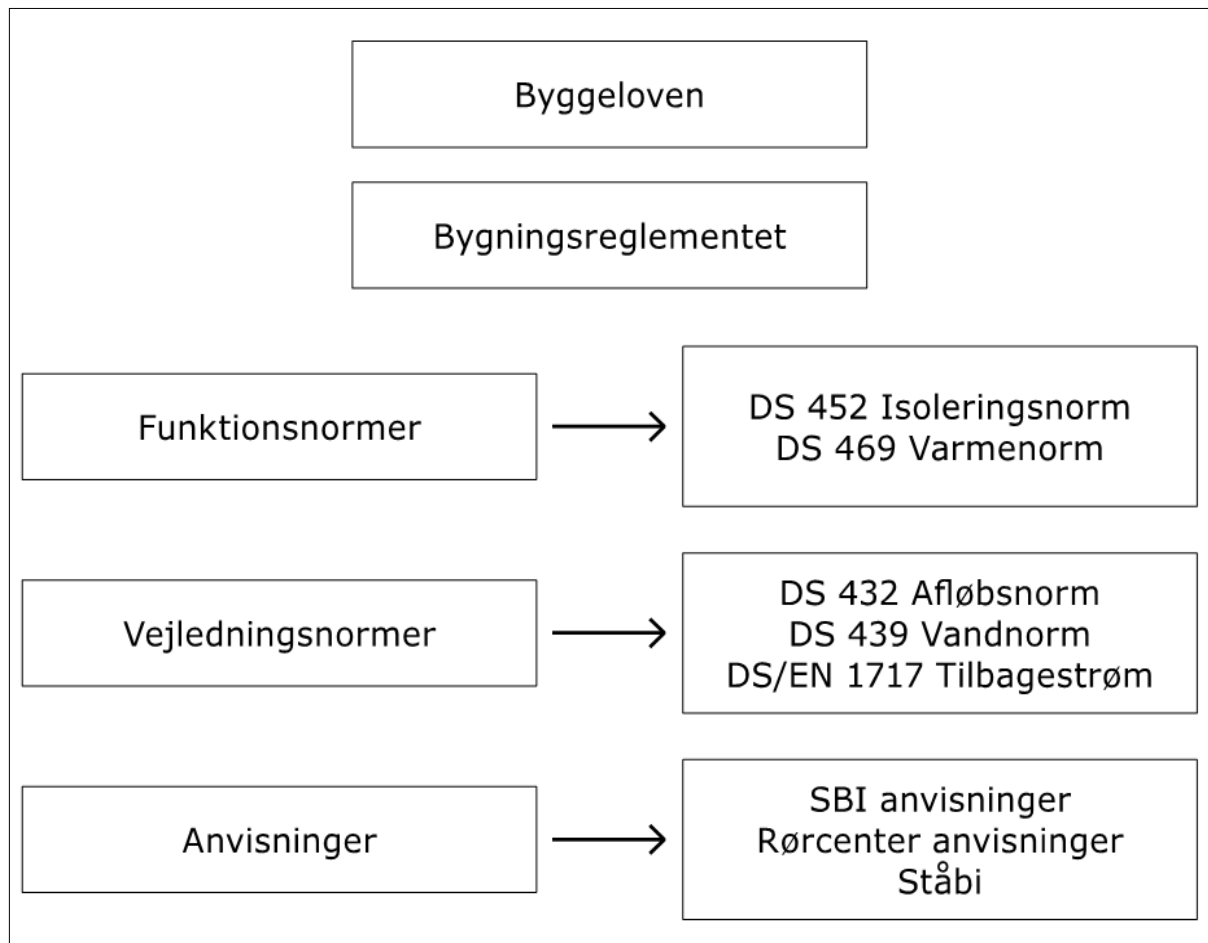 Byggeloven
Bygningsreglementet
Funktionsnormer
DS 452 Isoleringsnorm
DS 469 Varmenorm
Vejledningsnormer
DS 432 Afløbsnorm
DS 439 Vandnorm
DS/EN 1717 Tilbagestrøm
Anvisninger
SBI anvisninger
Rørcenter anvisninger
Ståbi